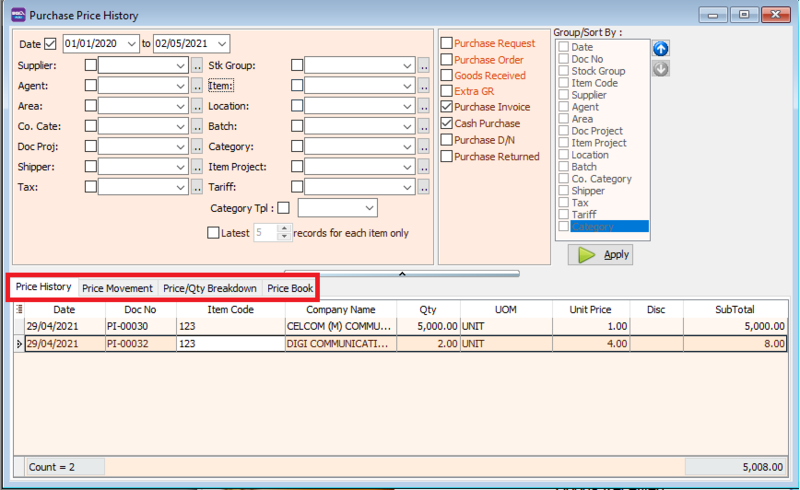 Purchase Price History
Date 01/01/2020 to 02/05/2021
Supplier: Stk Group:
Agent: Item:
Area: Location:
Co. Cate: Batch:
Doc Proj: Category:
Shipper: Item Project:
Tax: Tariff:
Category Tpl :
Latest 5 records for each item only
Purchase Request
Purchase Order
Goods Received
Extra GR
Purchase Invoice
Cash Purchase
Purchase D/N
Purchase Returned
Group/Sort By :
Date
Doc No
Stock Group
Item Code
Supplier
Agent
Area
Doc Project
Item Project
Location
Batch
Co. Category
Shipper
Tax
Tariff
Category
Apply
Price History Price Movement Price/Qty Breakdown Price Book
Date Doc No Item Code Company Name Qty UOM Unit Price Disc SubTotal
29/04/2021 PI-00030 123 CELCOM (M) COMMU... 5,000.00 UNIT 1.00 5,000.00
29/04/2021 PI-00032 123 DIGI COMMUNICATI... 2.00 UNIT 4.00 8.00
Count = 2 5,008.00